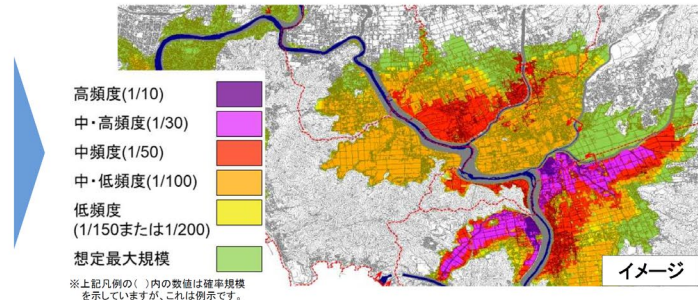 高頻度(1/10)
中・高頻度(1/30)
中頻度(1/50)
中・低頻度(1/100)
低頻度
(1/150または1/200)
想定最大規模
※上記凡例の( )内の数値は確率規模
を示していますが、これは例示です。
イメージ